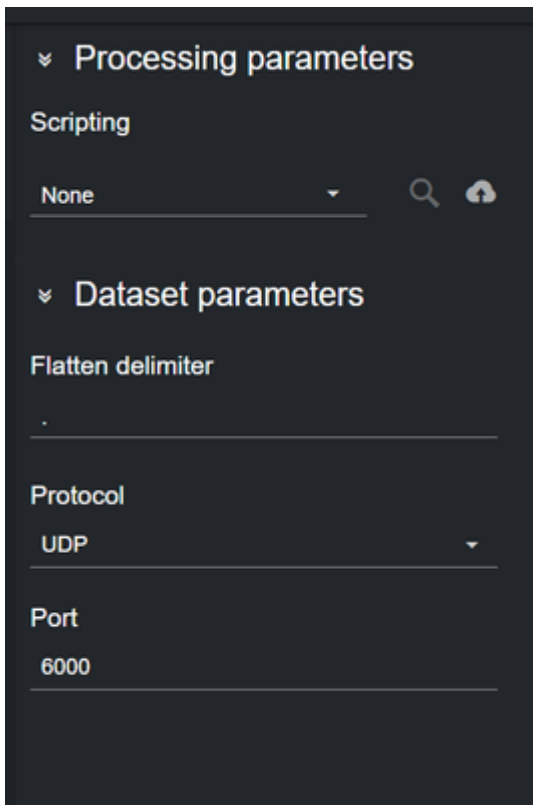 Processing parameters
Scripting
None
Dataset parameters
Flatten delimiter
.
Protocol
UDP
Port
6000